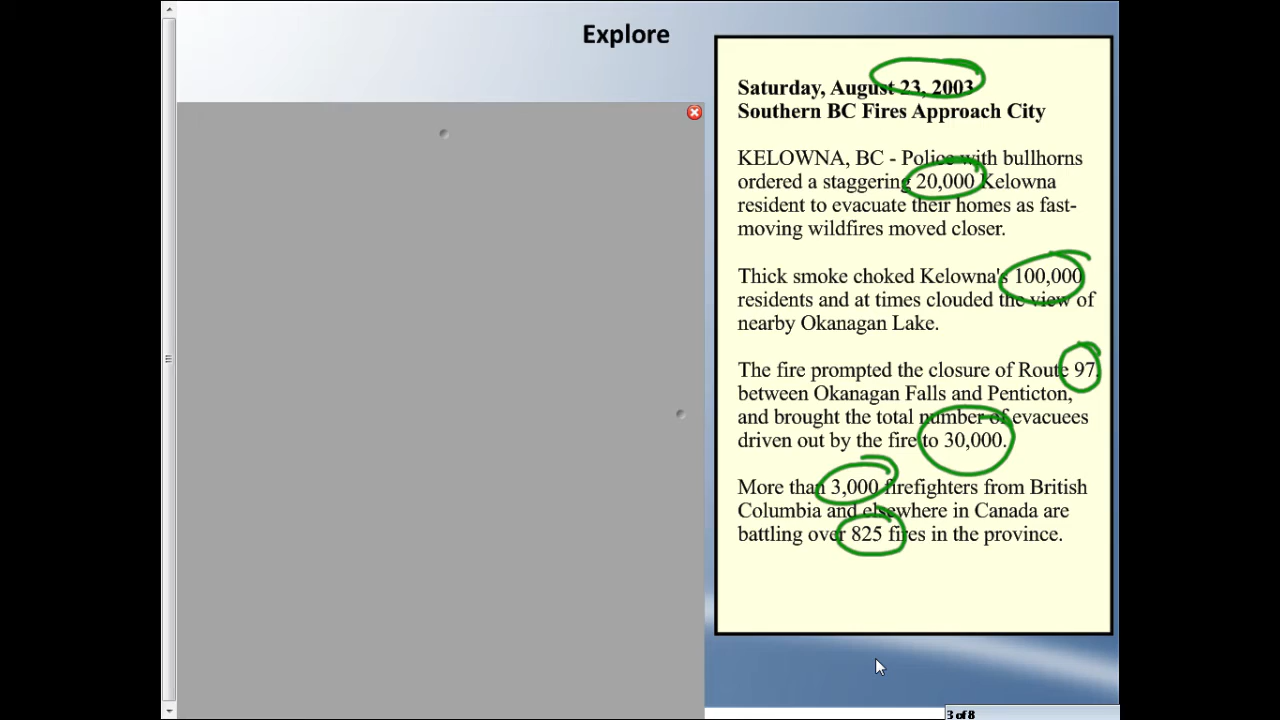 Explore
Saturday, August 23, 2003
Southern BC Fires Approach City
KELOWNA, BC - Police with bullhorns
ordered a staggering 20,000 Kelowna
resident to evacuate their homes as fast-
moving wildfires moved closer.
Thick smoke choked Kelowna's 100,000
residents and at times clouded the view of
nearby Okanagan Lake.
The fire prompted the closure of Route 97,
between Okanagan Falls and Penticton,
and brought the total number of evacuees
driven out by the fire to 30,000.
More than 3,000 firefighters from British
Columbia and elsewhere in Canada are
battling over 825 fires in the province.
3 of 8